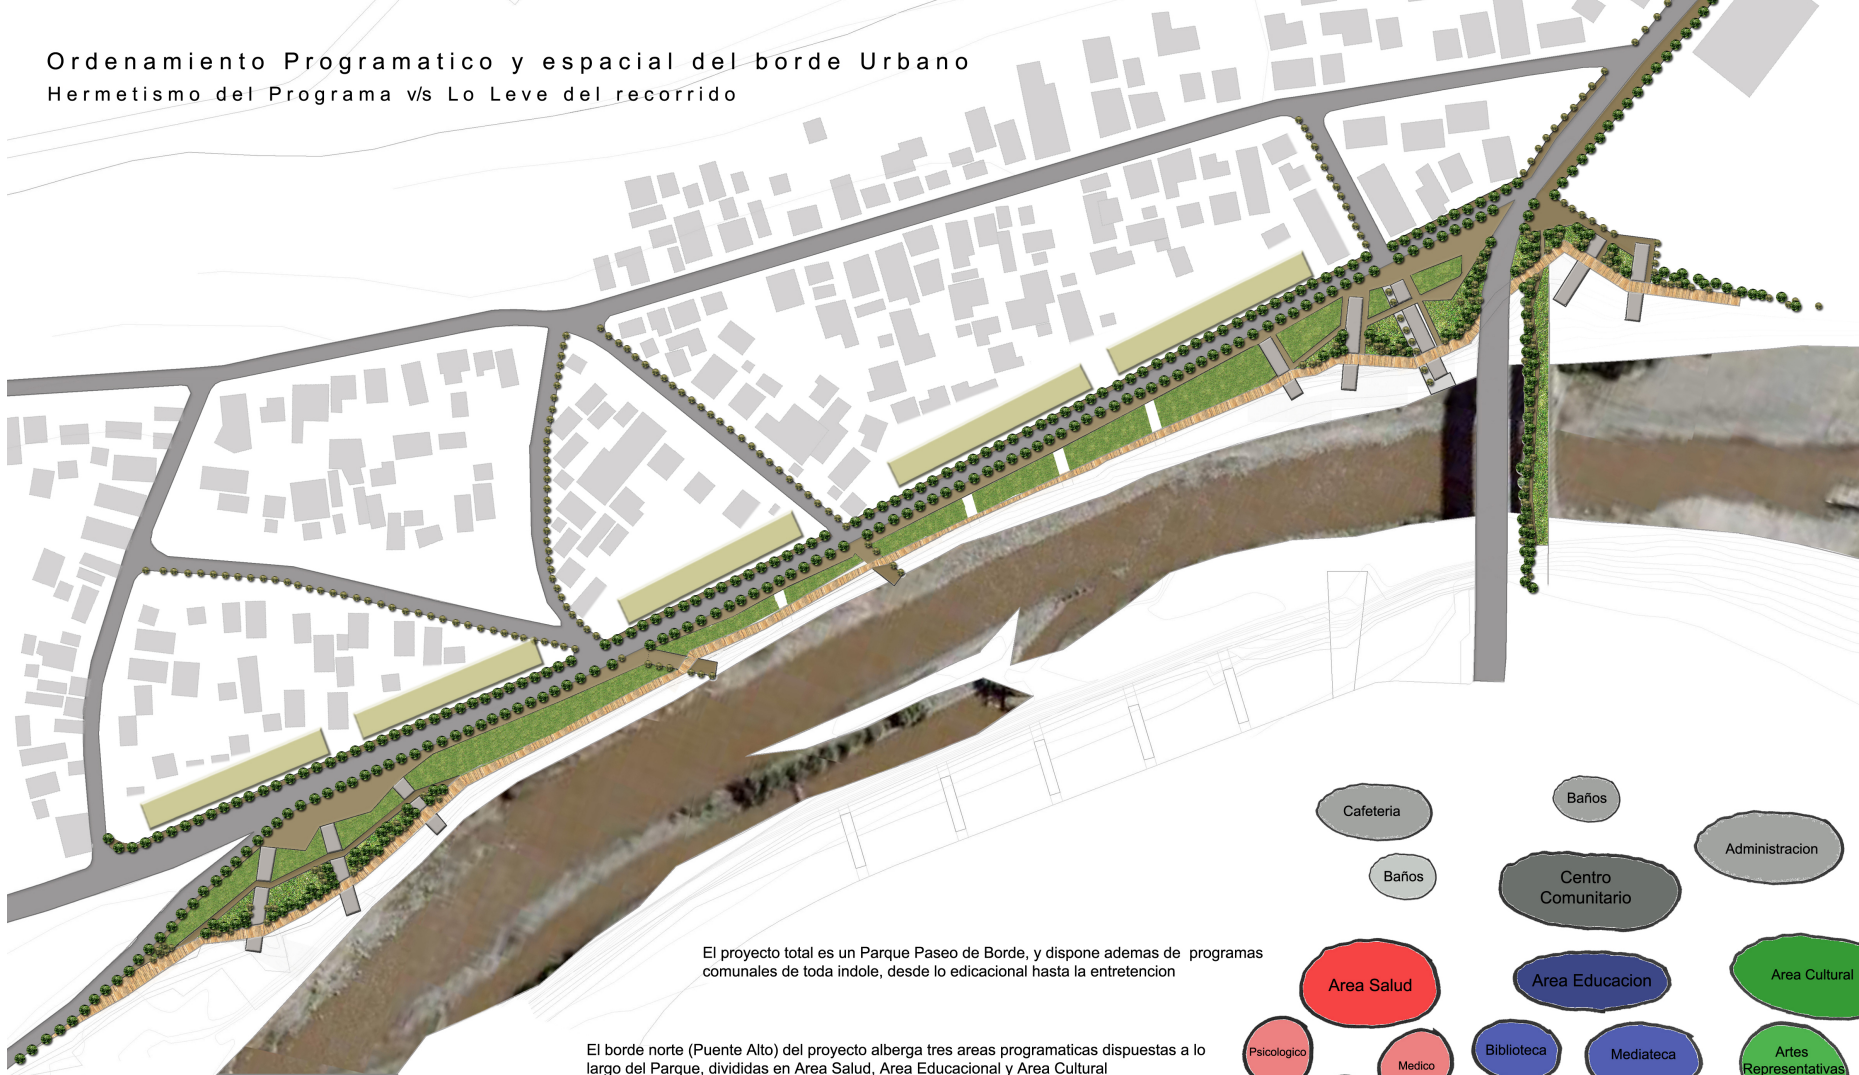 Ordenamiento Programatico y espacial del borde Urbano
Hermetismo del Programa v/s Lo Leve del recorrido
Cafeteria
Baños
Administracion
Baños
Centro
Comunitario
El proyecto total es un Parque Paseo de Borde, y dispone ademas de programas
comunales de toda indole, desde lo edicacional hasta la entretencion
Area Salud
Area Educacion
Area Cultural
El borde norte (Puente Alto) del proyecto alberga tres areas programaticas dispuestas a lo
largo del Parque, divididas en Area Salud, Area Educacional y Area Cultural
Psicologico
Medico
Biblioteca
Mediateca
Artes
Representativas